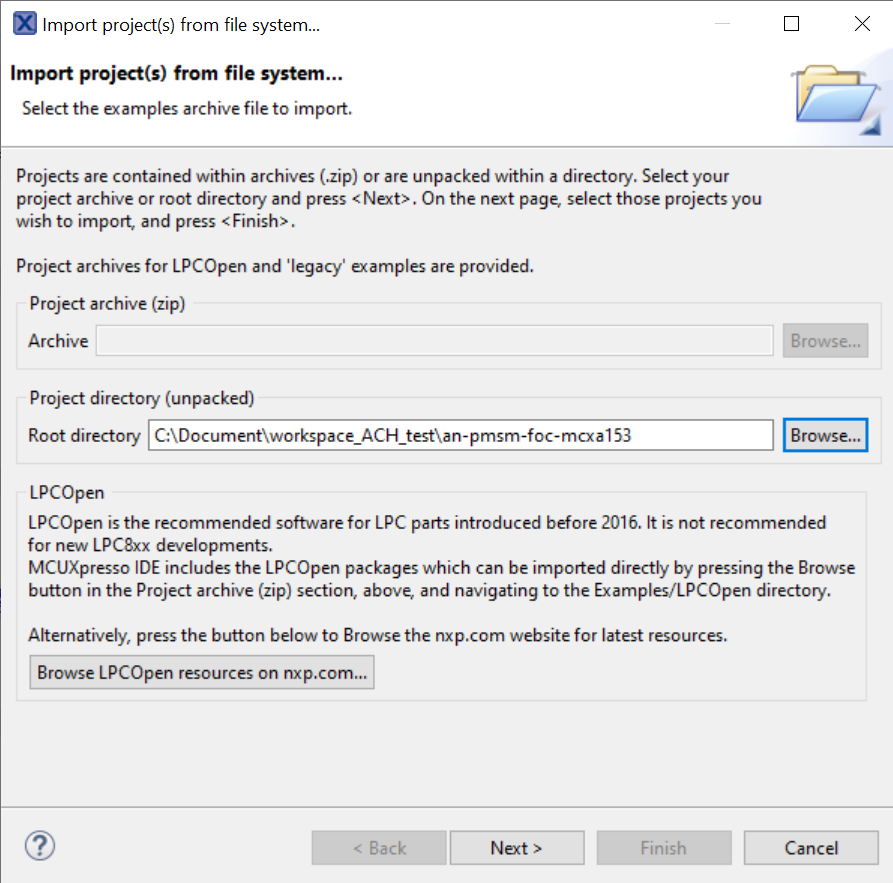 Import project(s) from file system...
Import project(s) from file system...
Select the examples archive file to import.
Projects are contained within archives (.zip) or are unpacked within a directory. Select your
project archive or root directory and press <Next>. On the next page, select those projects you
wish to import, and press <Finish>.
Project archives for LPCOpen and 'legacy' examples are provided.
Project archive (zip)
Archive Browse...
Project directory (unpacked)
Root directory C:\Document\workspace_ACH_test\an-pmsm-foc-mcxa153 Browse...
LPCOpen
LPCOpen is the recommended software for LPC parts introduced before 2016. It is not recommended
for new LPC8xx developments.
MCUXpresso IDE includes the LPCOpen packages which can be imported directly by pressing the Browse
button in the Project archive (zip) section, above, and navigating to the Examples/LPCOpen directory.
Alternatively, press the button below to Browse the nxp.com website for latest resources.
Browse LPCOpen resources on nxp.com...
? < Back Next > Finish Cancel